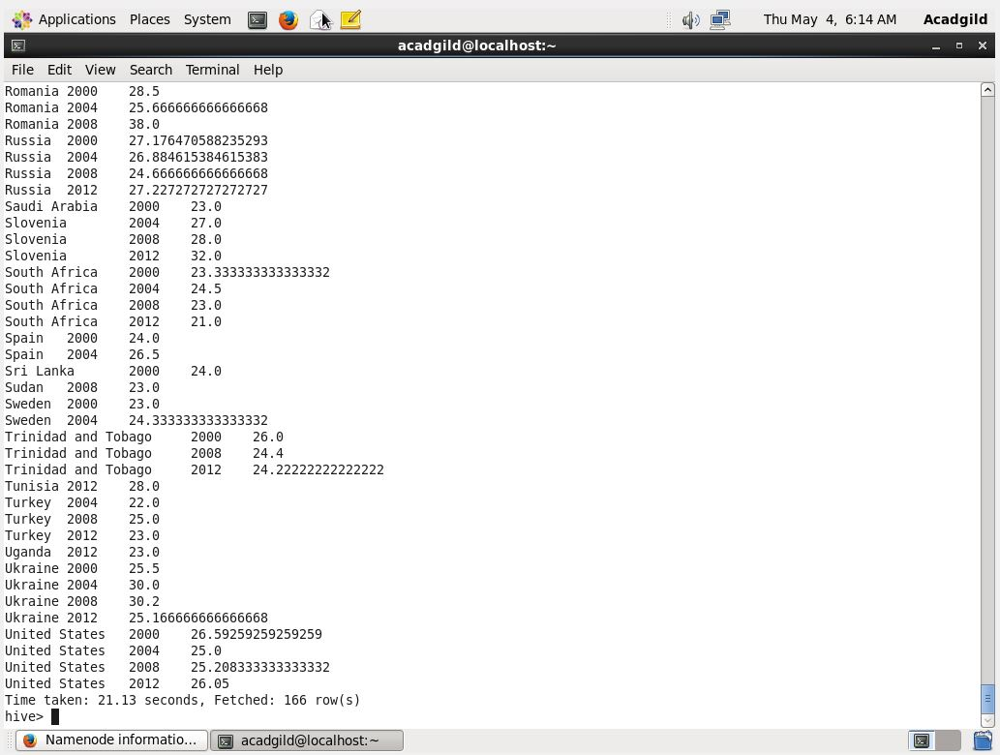 Applications Places System Thu May 4, 6:14 AM Acadgild
acadgild@localhost:~
File Edit View Search Terminal Help
Romania 2000 28.5
Romania 2004 25.666666666666668
Romania 2008 38.0
Russia 2000 27.176470588235293
Russia 2004 26.884615384615383
Russia 2008 24.666666666666668
Russia 2012 27.227272727272727
Saudi Arabia 2000 23.0
Slovenia 2004 27.0
Slovenia 2008 28.0
Slovenia 2012 32.0
South Africa 2000 23.333333333333332
South Africa 2004 24.5
South Africa 2008 23.0
South Africa 2012 21.0
Spain 2000 24.0
Spain 2004 26.5
Sri Lanka 2000 24.0
Sudan 2008 23.0
Sweden 2000 23.0
Sweden 2004 24.333333333333332
Trinidad and Tobago 2000 26.0
Trinidad and Tobago 2008 24.4
Trinidad and Tobago 2012 24.22222222222222
Tunisia 2012 28.0
Turkey 2004 22.0
Turkey 2008 25.0
Turkey 2012 23.0
Uganda 2012 23.0
Ukraine 2000 25.5
Ukraine 2004 30.0
Ukraine 2008 30.2
Ukraine 2012 25.166666666666668
United States 2000 26.59259259259259
United States 2004 25.0
United States 2008 25.208333333333332
United States 2012 26.05
Time taken: 21.13 seconds, Fetched: 166 row(s)
hive>
Namenode informatio... acadgild@localhost:~